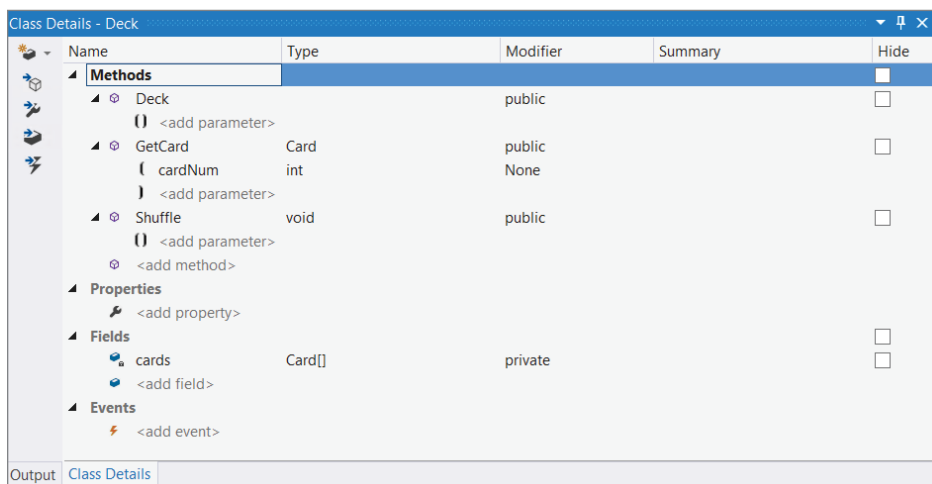 Class Details - Deck
Name Type Modifier Summary Hide
Methods
Deck public
() <add parameter>
GetCard Card public
( cardNum int None
) <add parameter>
Shuffle void public
() <add parameter>
<add method>
Properties
<add property>
Fields
cards Card[] private
<add field>
Events
<add event>
Output Class Details